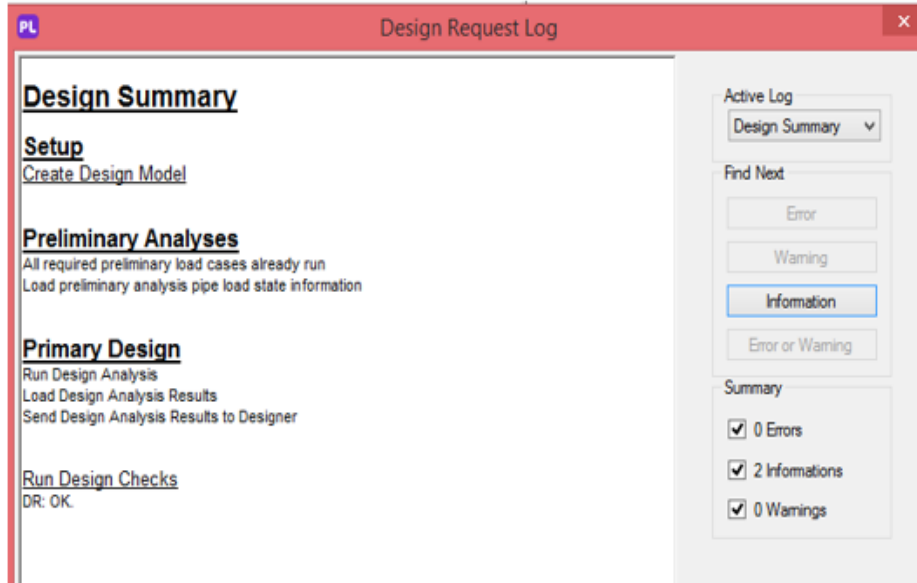 PL
Design Request Log
x
Design Summary
Setup
Create Design Model
Preliminary Analyses
All required preliminary load cases already run
Load preliminary analysis pipe load state information
Primary Design
Run Design Analysis
Load Design Analysis Results
Send Design Analysis Results to Designer
Run Design Checks
DR: OK.
Active Log
Design Summary
Find Next
Error
Warning
Information
Error or Warning
Summary
0 Errors
2 Informations
0 Warnings